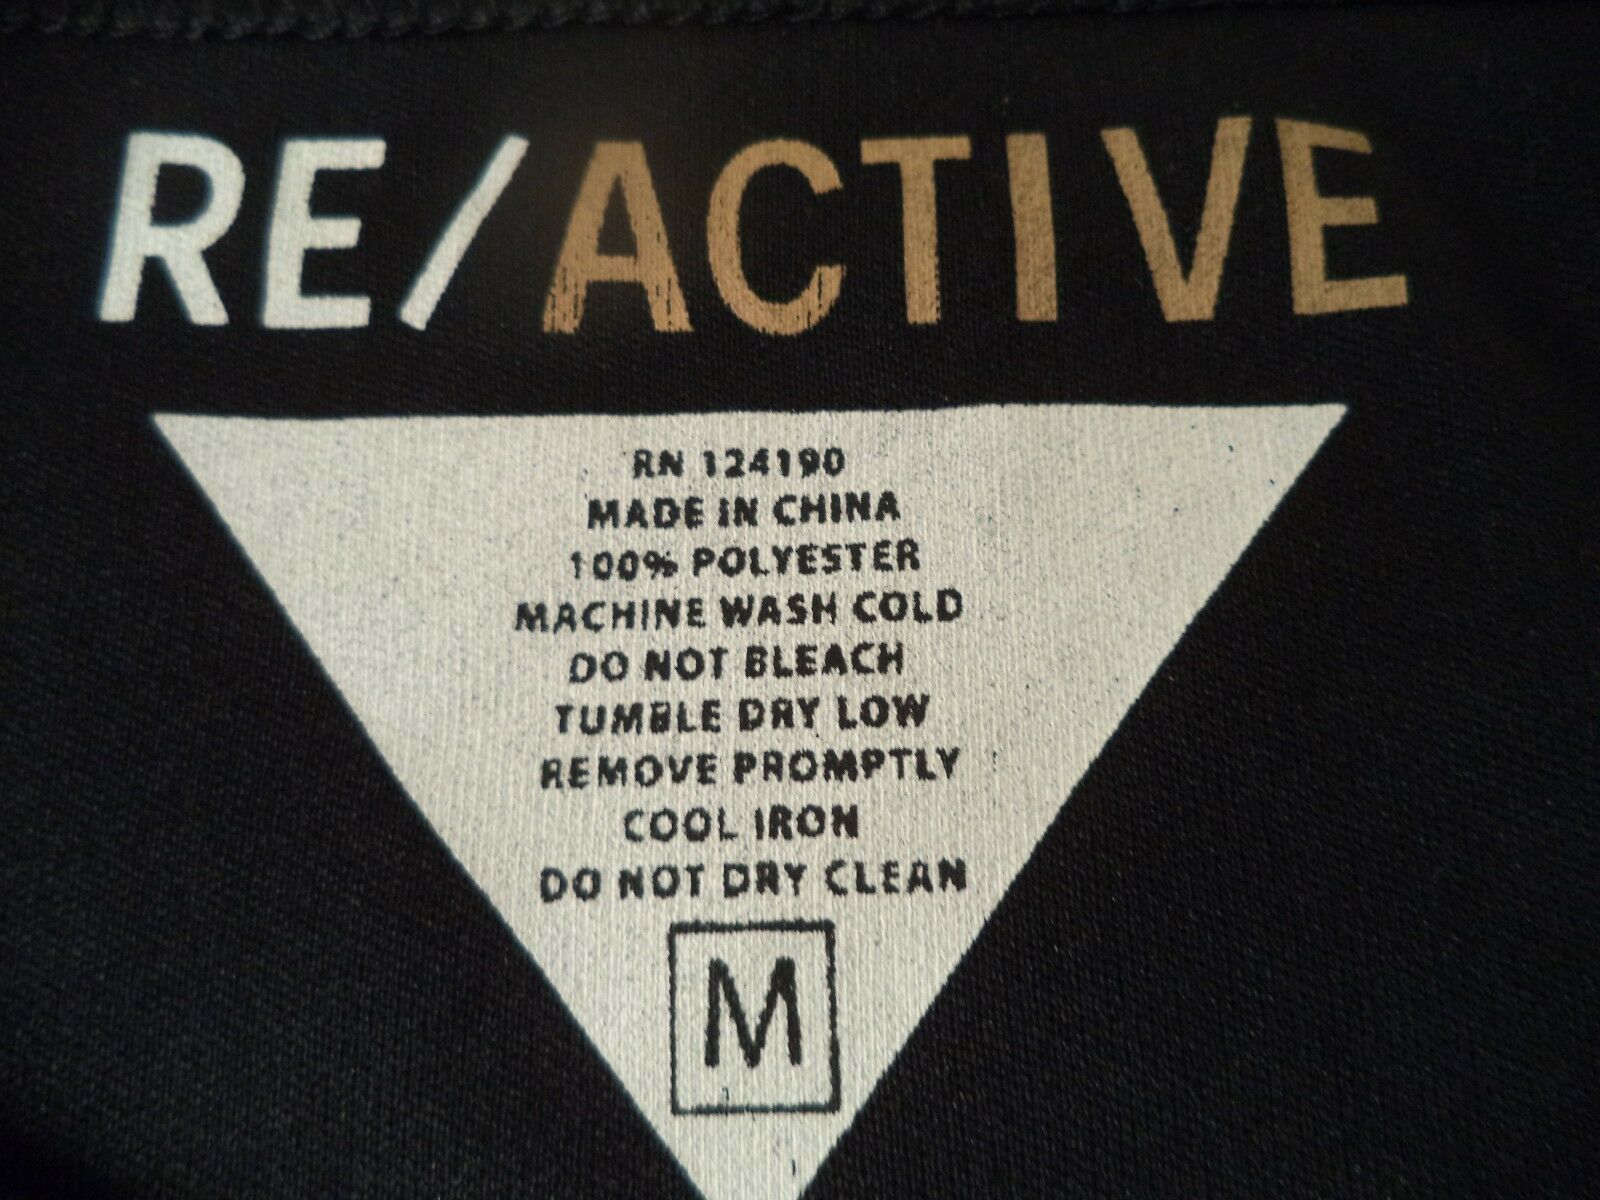 RE/ACTIVE
RN 124190
MADE IN CHINA
100% POLYESTER
MACHINE WASH COLD
DO NOT BLEACH
TUMBLE DRY LOW
REMOVE PROMPTLY
COOL IRON
DO NOT DRY CLEAN
M